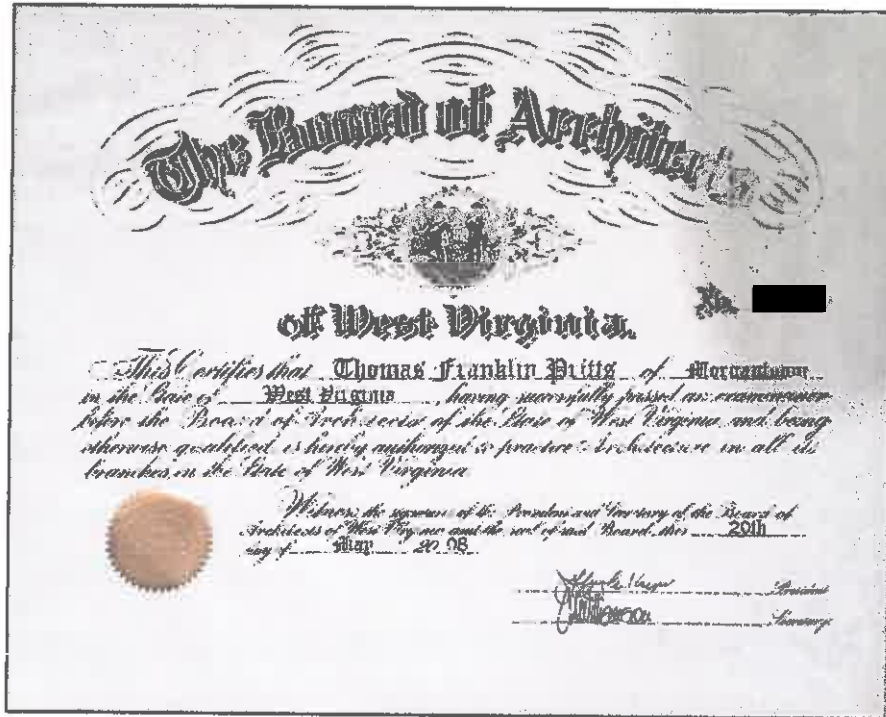 The Board of Architects
of West Virginia.
No.
This Certifies that Thomas Franklin Pritts of Morgantown
in the State of West Virginia, having successfully passed an examination
before the Board of Architects of the State of West Virginia and being
otherwise qualified, is hereby authorized to practice Architecture in all its
branches, in the State of West Virginia
Witness, the signatures of the President and Secretary of the Board of
Architects of West Virginia and the seal of said Board, this 20th
day of May 20 08
President
Secretary